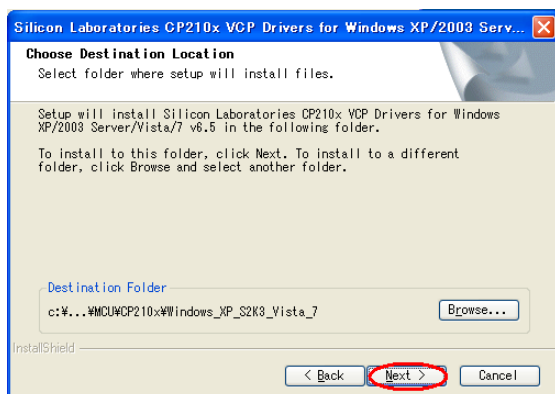 Silicon Laboratories CP210x VCP Drivers for Windows XP/2003 Serv...
Choose Destination Location
Select folder where setup will install files.
Setup will install Silicon Laboratories CP210x VCP Drivers for Windows
XP/2003 Server/Vista/7 v6.5 in the following folder.
To install to this folder, click Next. To install to a different
folder, click Browse and select another folder.
Destination Folder
c:¥...¥MCU¥CP210x¥Windows_XP_S2K3_Vista_7
Browse...
InstallShield
< Back
Next >
Cancel